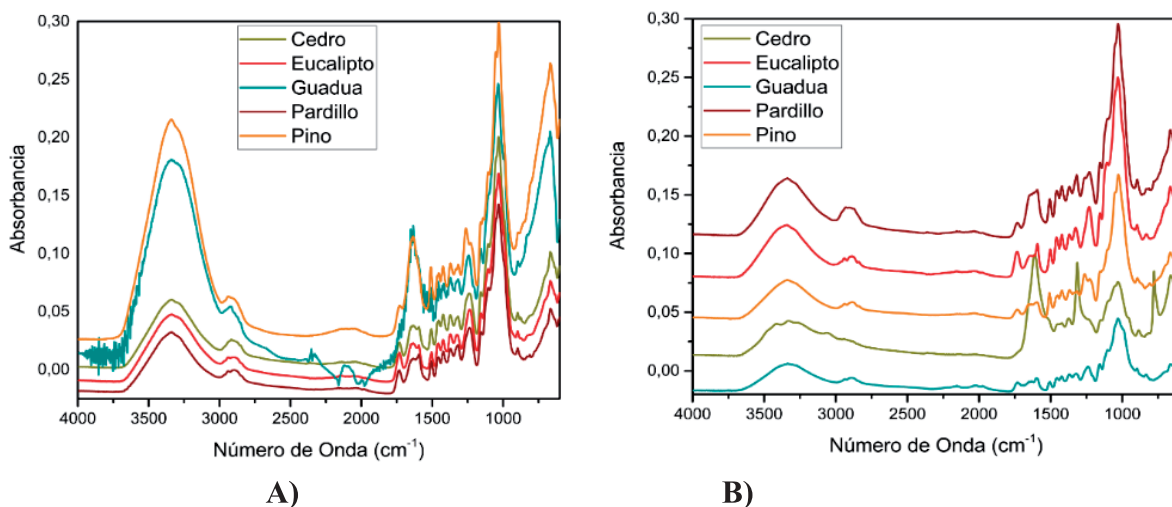 0,30
0,25
0,20
0,15
0,10
0,05
0,00
Absorbancia
Cedro
Eucalipto
Guadua
Pardillo
Pino
4000 3500 3000 2500 2000 1500 1000
Número de Onda (cm⁻¹)
A)
0,30
0,25
0,20
0,15
0,10
0,05
0,00
Absorbancia
Cedro
Eucalipto
Guadua
Pardillo
Pino
4000 3500 3000 2500 2000 1500 1000
Número de Onda (cm⁻¹)
B)